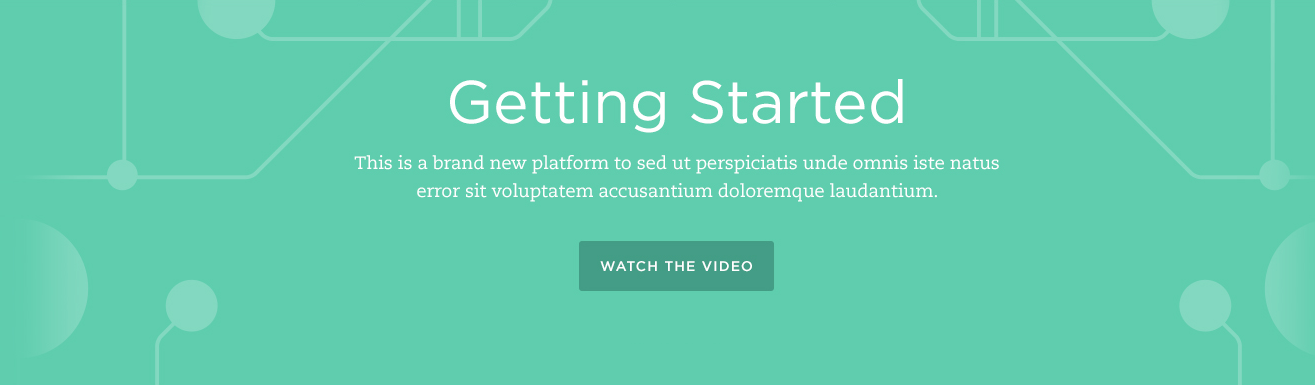 Getting Started
This is a brand new platform to sed ut perspiciatis unde omnis iste natus
error sit voluptatem accusantium doloremque laudantium.
WATCH THE VIDEO